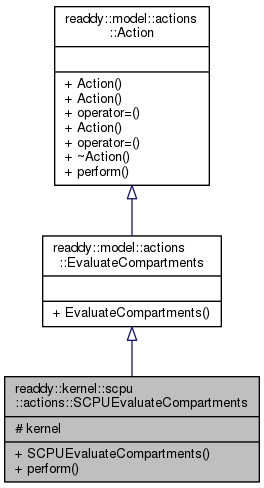 readdy::model::actions
::Action
+ Action()
+ Action()
+ operator=()
+ Action()
+ operator=()
+ ~Action()
+ perform()
readdy::model::actions
::EvaluateCompartments
+ EvaluateCompartments()
readdy::kernel::scpu
::actions::SCPUEvaluateCompartments
# kernel
+ SCPUEvaluateCompartments()
+ perform()